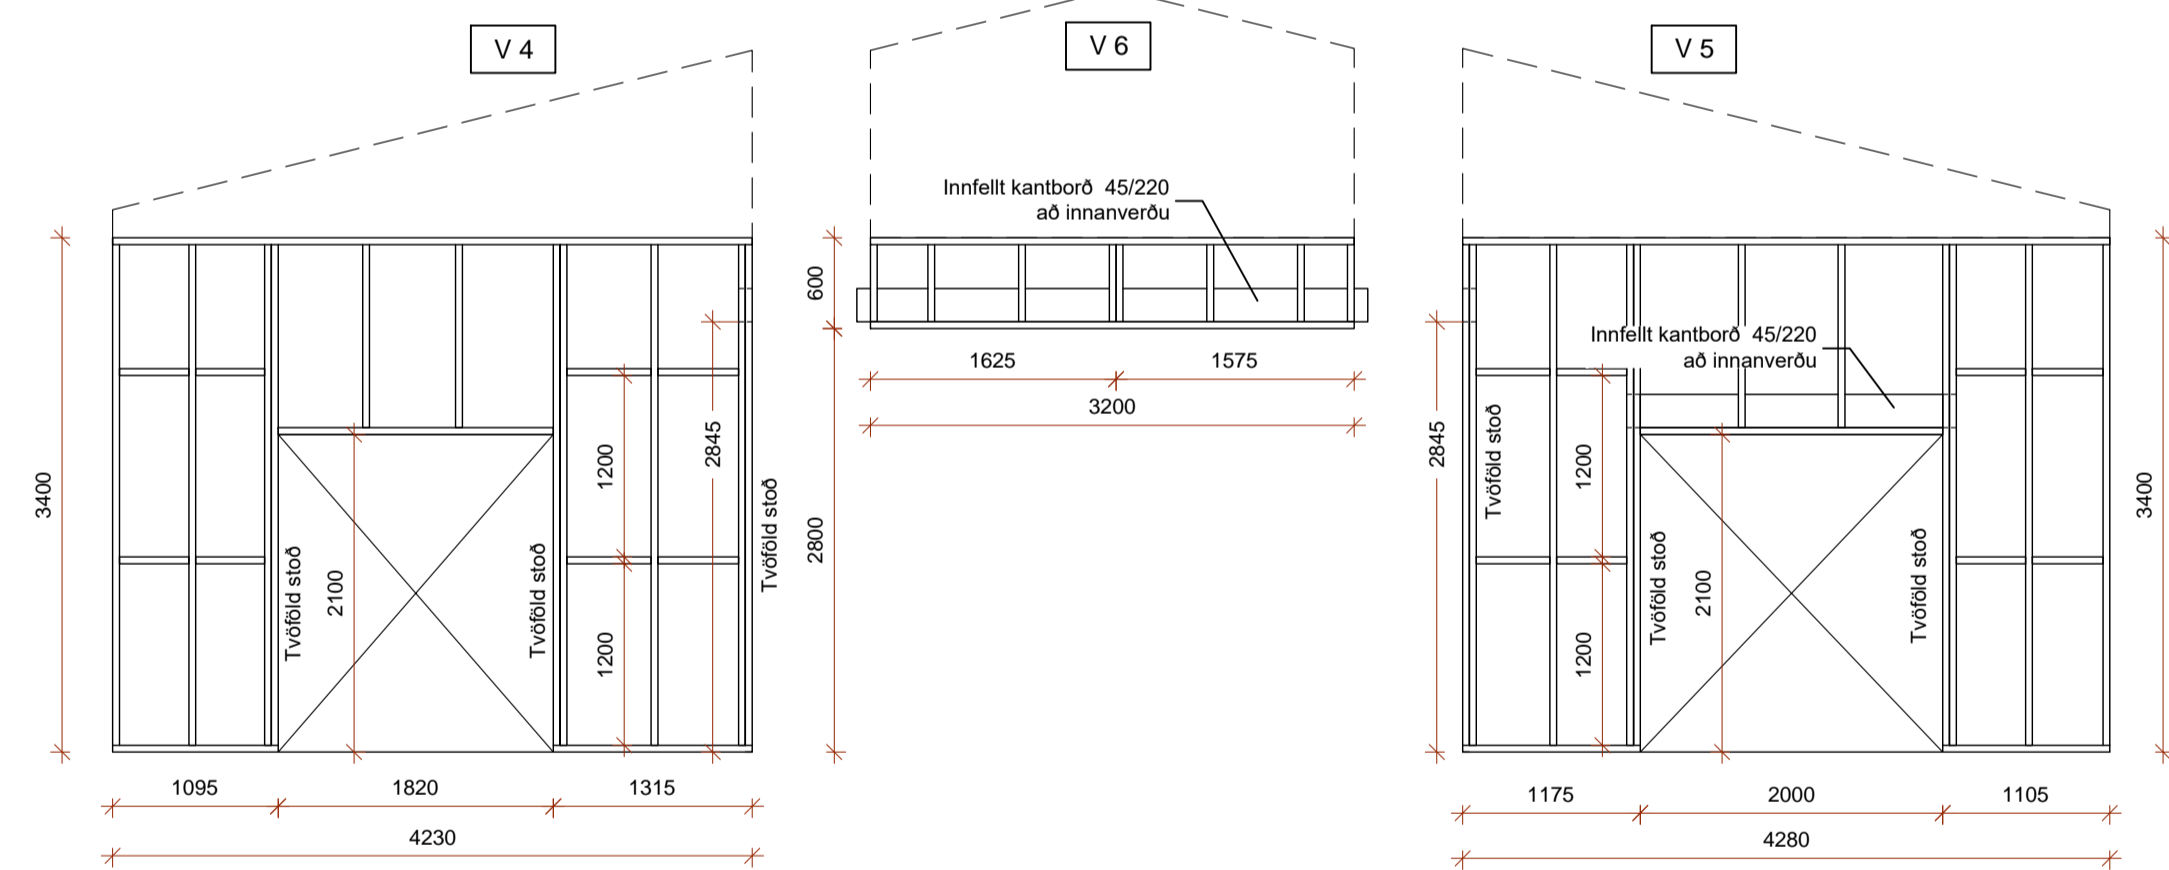 V 4
V 6
V 5
Innfellt kantborð 45/220
að innanverðu
Innfellt kantborð 45/220
að innanverðu
3400
Tvöföld stoð
2100
Tvöföld stoð
1200
1200
2845
Tvöföld stoð
1095
1820
1315
4230
600
2800
1625
1575
3200
2845
Tvöföld stoð
1200
1200
Tvöföld stoð
2100
Tvöföld stoð
3400
1175
2000
1105
4280